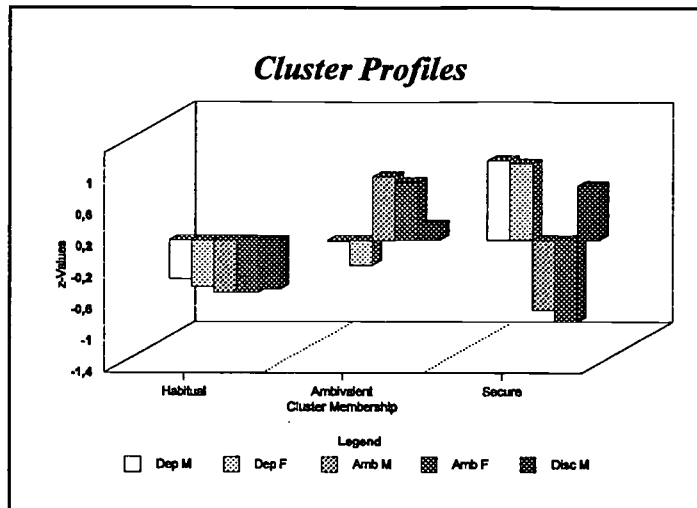 Cluster Profiles
1
0,6
0,2
-0,2
-0,6
-1
-1,4
z-Values
Habitual Ambivalent Secure
Cluster Membership
Legend
Dep M Dep F Amb M Amb F Disc M